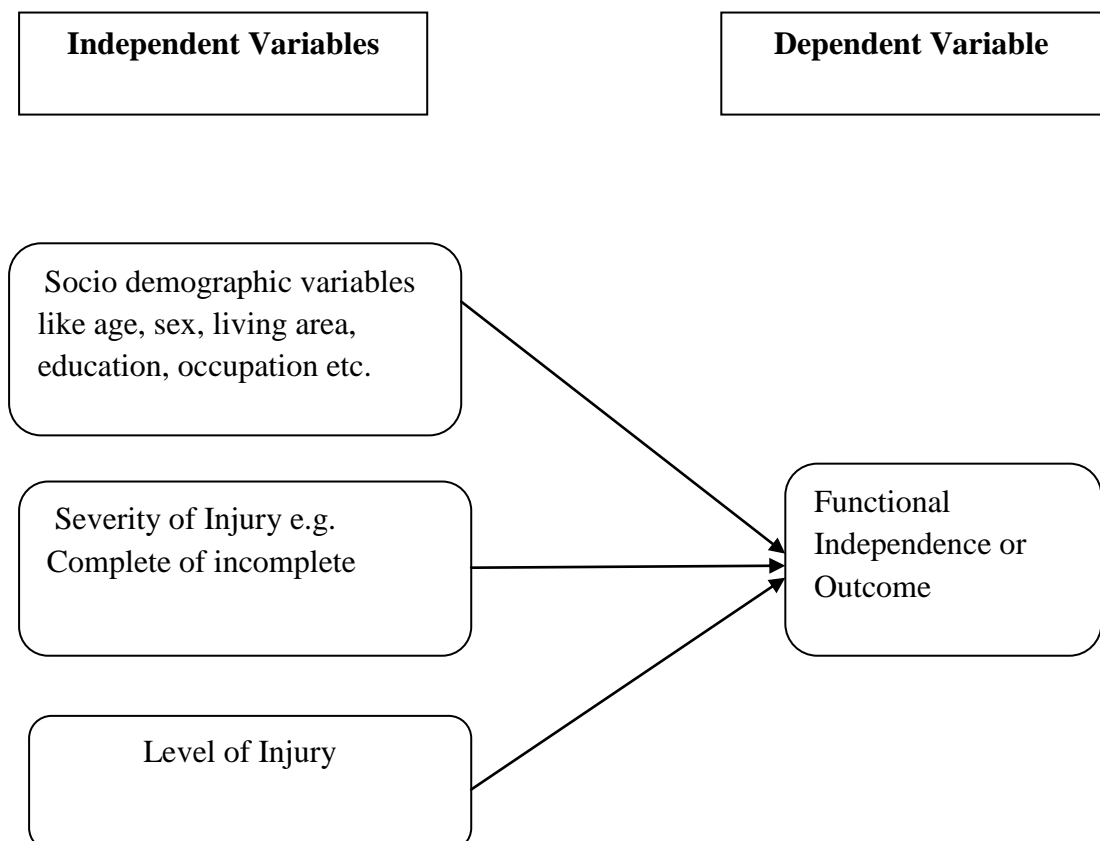 Independent Variables
Dependent Variable
Socio demographic variables
like age, sex, living area,
education, occupation etc.
Severity of Injury e.g.
Complete of incomplete
Level of Injury
Functional
Independence or
Outcome